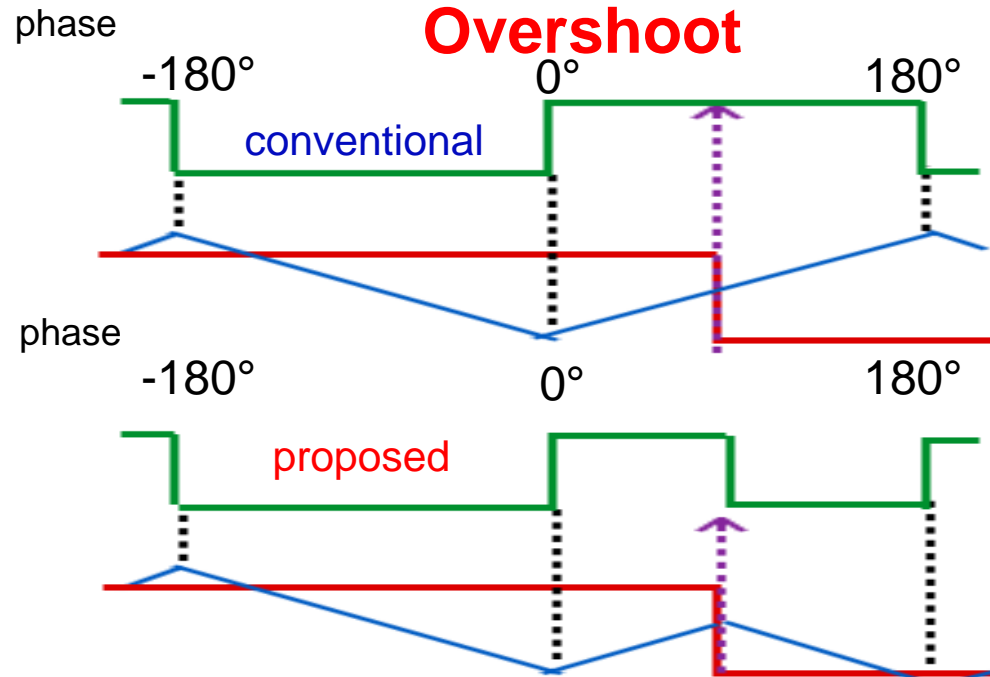 phase
Overshoot
-180° 0° 180°
conventional
phase
-180° 0° 180°
proposed